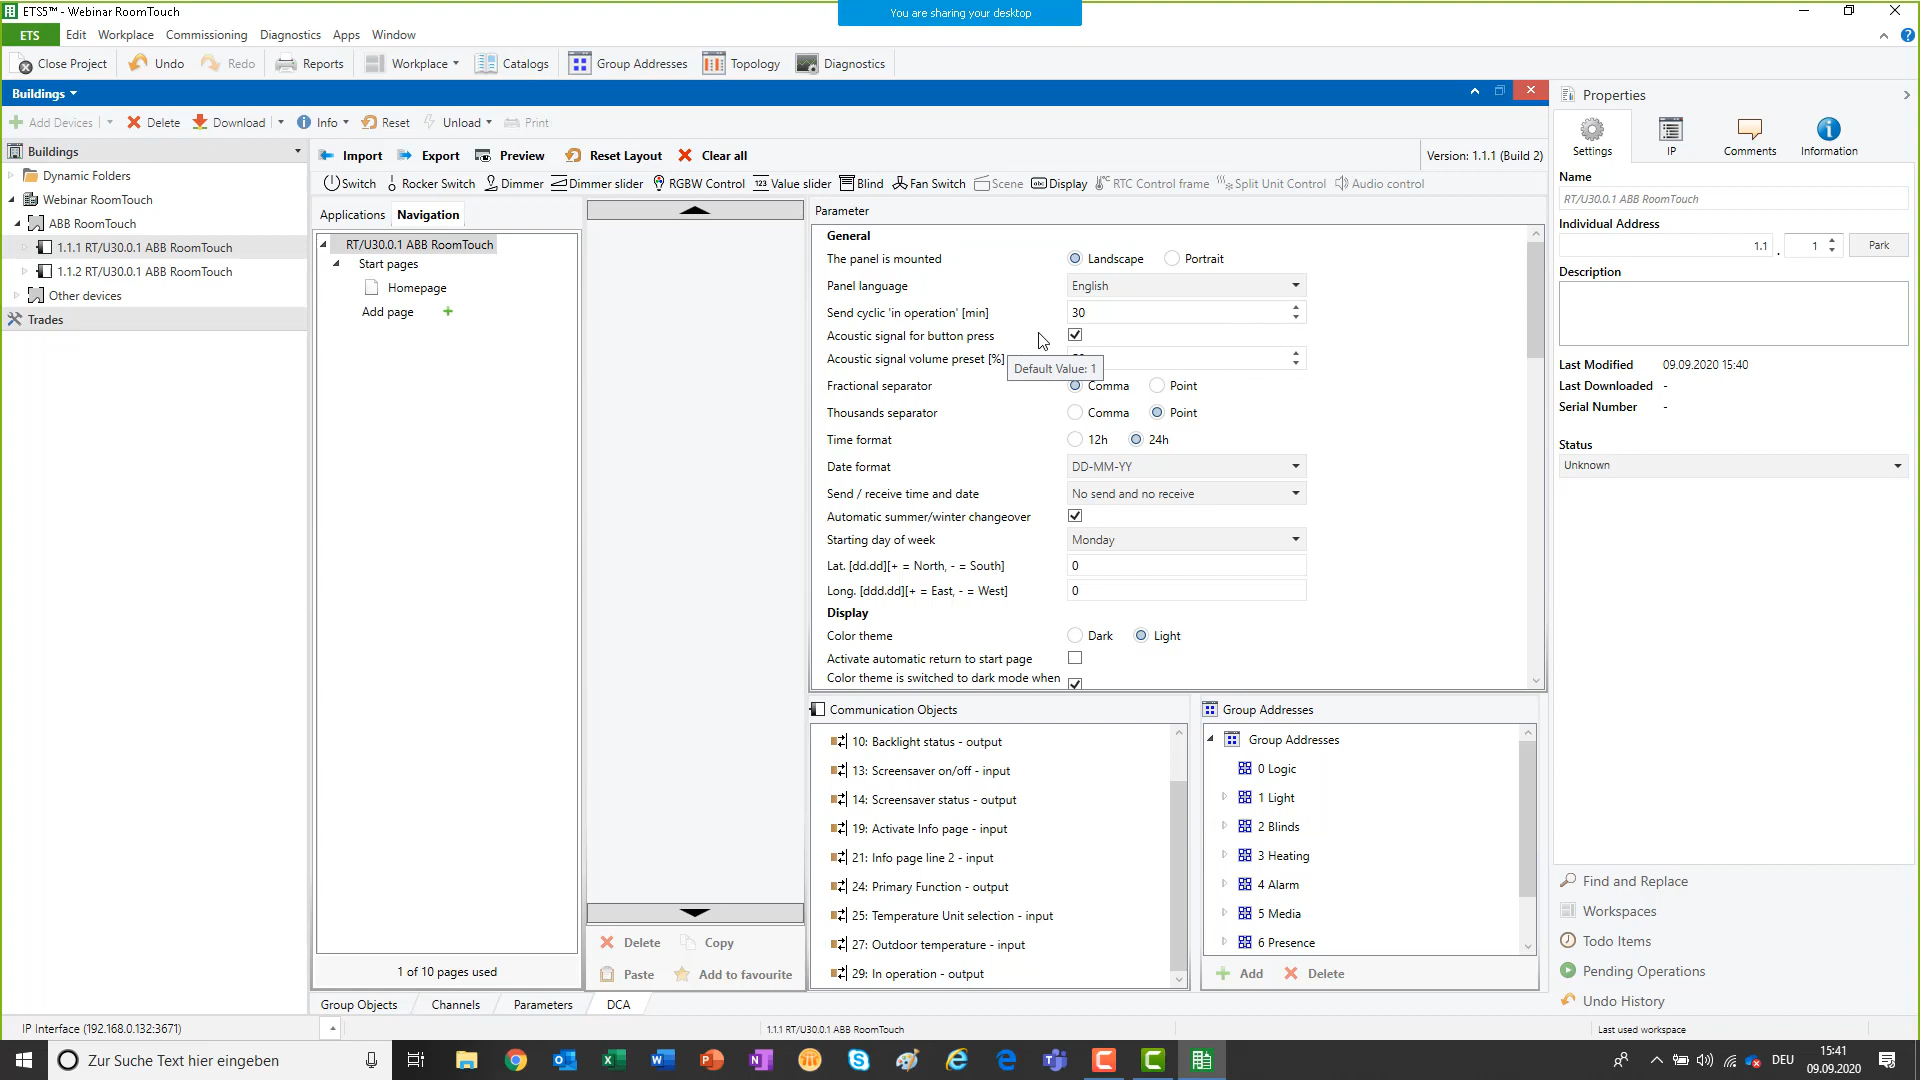 ETS5™ - Webinar RoomTouch
You are sharing your desktop
ETS Edit Workplace Commissioning Diagnostics Apps Window
Close Project Undo Redo Reports Workplace Catalogs Group Addresses Topology Diagnostics
Buildings
Add Devices Delete Download Info Reset Unload Print
Buildings
Dynamic Folders
Webinar RoomTouch
ABB RoomTouch
1.1.1 RT/U30.0.1 ABB RoomTouch
1.1.2 RT/U30.0.1 ABB RoomTouch
Other devices
Trades
Import Export Preview Reset Layout Clear all
Version: 1.1.1 (Build 2)
Switch Rocker Switch Dimmer Dimmer slider RGBW Control Value slider Blind Fan Switch Scene Display RTC Control frame Split Unit Control Audio control
Applications Navigation
RT/U30.0.1 ABB RoomTouch
Start pages
Homepage
Add page
1 of 10 pages used
Delete Copy
Paste Add to favourite
Parameter
General
The panel is mounted Landscape Portrait
Panel language English
Send cyclic 'in operation' [min] 30
Acoustic signal for button press
Acoustic signal volume preset [%]
Default Value: 1
Fractional separator Comma Point
Thousands separator Comma Point
Time format 12h 24h
Date format DD-MM-YY
Send / receive time and date No send and no receive
Automatic summer/winter changeover
Starting day of week Monday
Lat. [dd.dd][+ = North, - = South] 0
Long. [ddd.dd][+ = East, - = West] 0
Display
Color theme Dark Light
Activate automatic return to start page
Color theme is switched to dark mode when
Communication Objects
10: Backlight status - output
13: Screensaver on/off - input
14: Screensaver status - output
19: Activate Info page - input
21: Info page line 2 - input
24: Primary Function - output
25: Temperature Unit selection - input
27: Outdoor temperature - input
29: In operation - output
Group Addresses
Group Addresses
0 Logic
1 Light
2 Blinds
3 Heating
4 Alarm
5 Media
6 Presence
Add Delete
Group Objects Channels Parameters DCA
Properties
Settings IP Comments Information
Name
RT/U30.0.1 ABB RoomTouch
Individual Address
1.1 . 1 Park
Description
Last Modified 09.09.2020 15:40
Last Downloaded -
Serial Number -
Status
Unknown
Find and Replace
Workspaces
Todo Items
Pending Operations
Undo History
IP Interface (192.168.0.132:3671)
1.1.1 RT/U30.0.1 ABB RoomTouch
Last used workspace
Zur Suche Text hier eingeben
DEU
15:41
09.09.2020